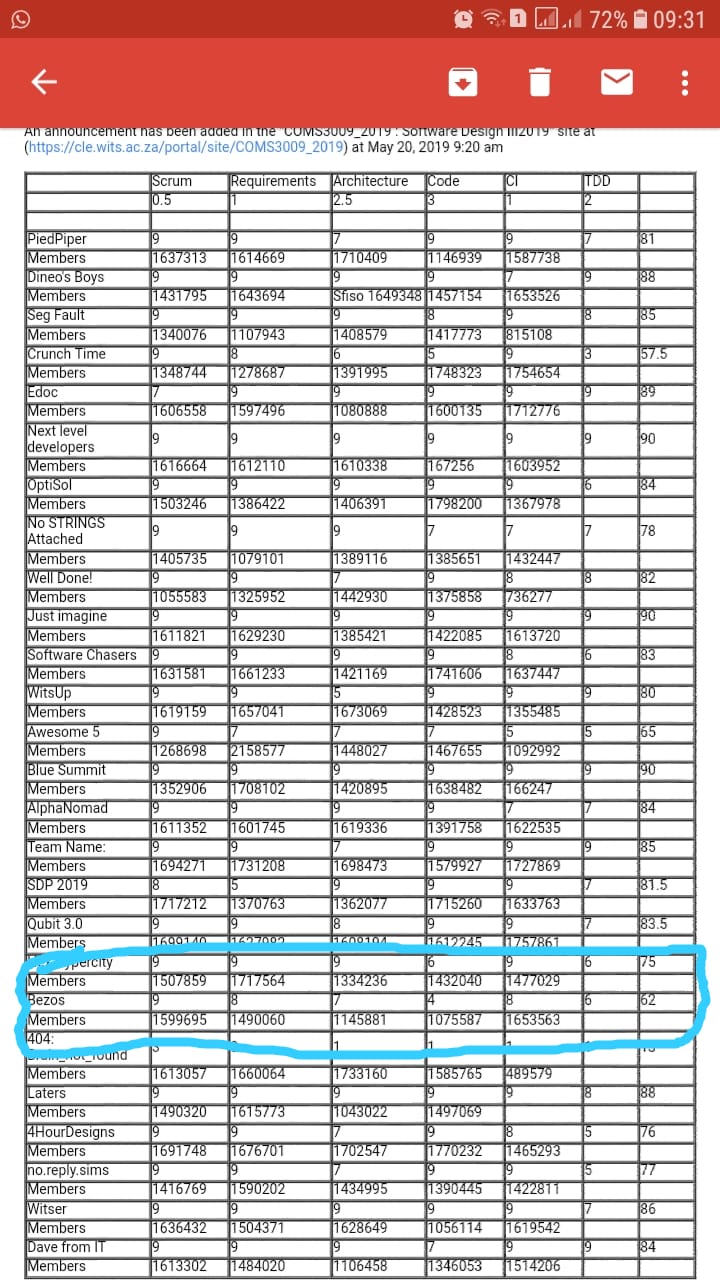 72% 09:31
1
An announcement has been added in the "COMS3009_2019 : Software Design III2019" site at
(https://cle.wits.ac.za/portal/site/COMS3009_2019) at May 20, 2019 9:20 am
Scrum Requirements Architecture Code CI TDD
0.5 1 2.5 3 1 2
PiedPiper 9 9 7 9 9 7 81
Members 1637313 1614669 1710409 1146939 1587738
Dineo's Boys 9 9 9 9 7 9 88
Members 1431795 1643694 Sfiso 1649348 1457154 1653526
Seg Fault 9 9 9 8 9 8 85
Members 1340076 1107943 1408579 1417773 815108
Crunch Time 9 8 6 5 9 3 57.5
Members 1348744 1278687 1391995 1748323 1754654
Edoc 7 9 9 9 9 9 89
Members 1606558 1597496 1080888 1600135 1712776
Next level
developers 9 9 9 9 9 9 90
Members 1616664 1612110 1610338 167256 1603952
OptiSol 9 9 9 9 9 6 84
Members 1503246 1386422 1406391 1798200 1367978
No STRINGS
Attached 9 9 9 7 7 7 78
Members 1405735 1079101 1389116 1385651 1432447
Well Done! 9 9 7 9 8 8 82
Members 1055583 1325952 1442930 1375858 736277
Just imagine 9 9 9 9 9 9 90
Members 1611821 1629230 1385421 1422085 1613720
Software Chasers 9 9 9 9 8 6 83
Members 1631581 1661233 1421169 1741606 1637447
WitsUp 9 9 5 9 9 9 80
Members 1619159 1657041 1673069 1428523 1355485
Awesome 5 9 7 7 7 5 5 65
Members 1268698 2158577 1448027 1467655 1092992
Blue Summit 9 9 9 9 9 9 90
Members 1352906 1708102 1420895 1638482 166247
AlphaNomad 9 9 9 9 7 7 84
Members 1611352 1601745 1619336 1391758 1622535
Team Name: 9 9 7 9 9 9 85
Members 1694271 1731208 1698473 1579927 1727869
SDP 2019 8 5 9 9 9 7 81.5
Members 1717212 1370763 1362077 1715260 1633763
Qubit 3.0 9 9 8 9 9 7 83.5
Members 1699140 1627982 1608194 1612245 1757861
9 9 9 6 9 6 75
Members 1507859 1717564 1334236 1432040 1477029
Bezos 9 8 7 4 8 6 62
Members 1599695 1490060 1145881 1075587 1653563
404:
1 1 1
Members 1613057 1660064 1733160 1585765 489579
Laters 9 9 9 9 9 8 88
Members 1490320 1615773 1043022 1497069
4HourDesigns 9 9 7 9 8 5 76
Members 1691748 1676701 1702547 1770232 1465293
no.reply.sims 9 9 7 9 9 5 77
Members 1416769 1590202 1434995 1390445 1422811
Witser 9 9 9 9 9 7 86
Members 1636432 1504371 1628649 1056114 1619542
Dave from IT 9 9 9 7 9 9 84
Members 1613302 1484020 1106458 1346053 1514206